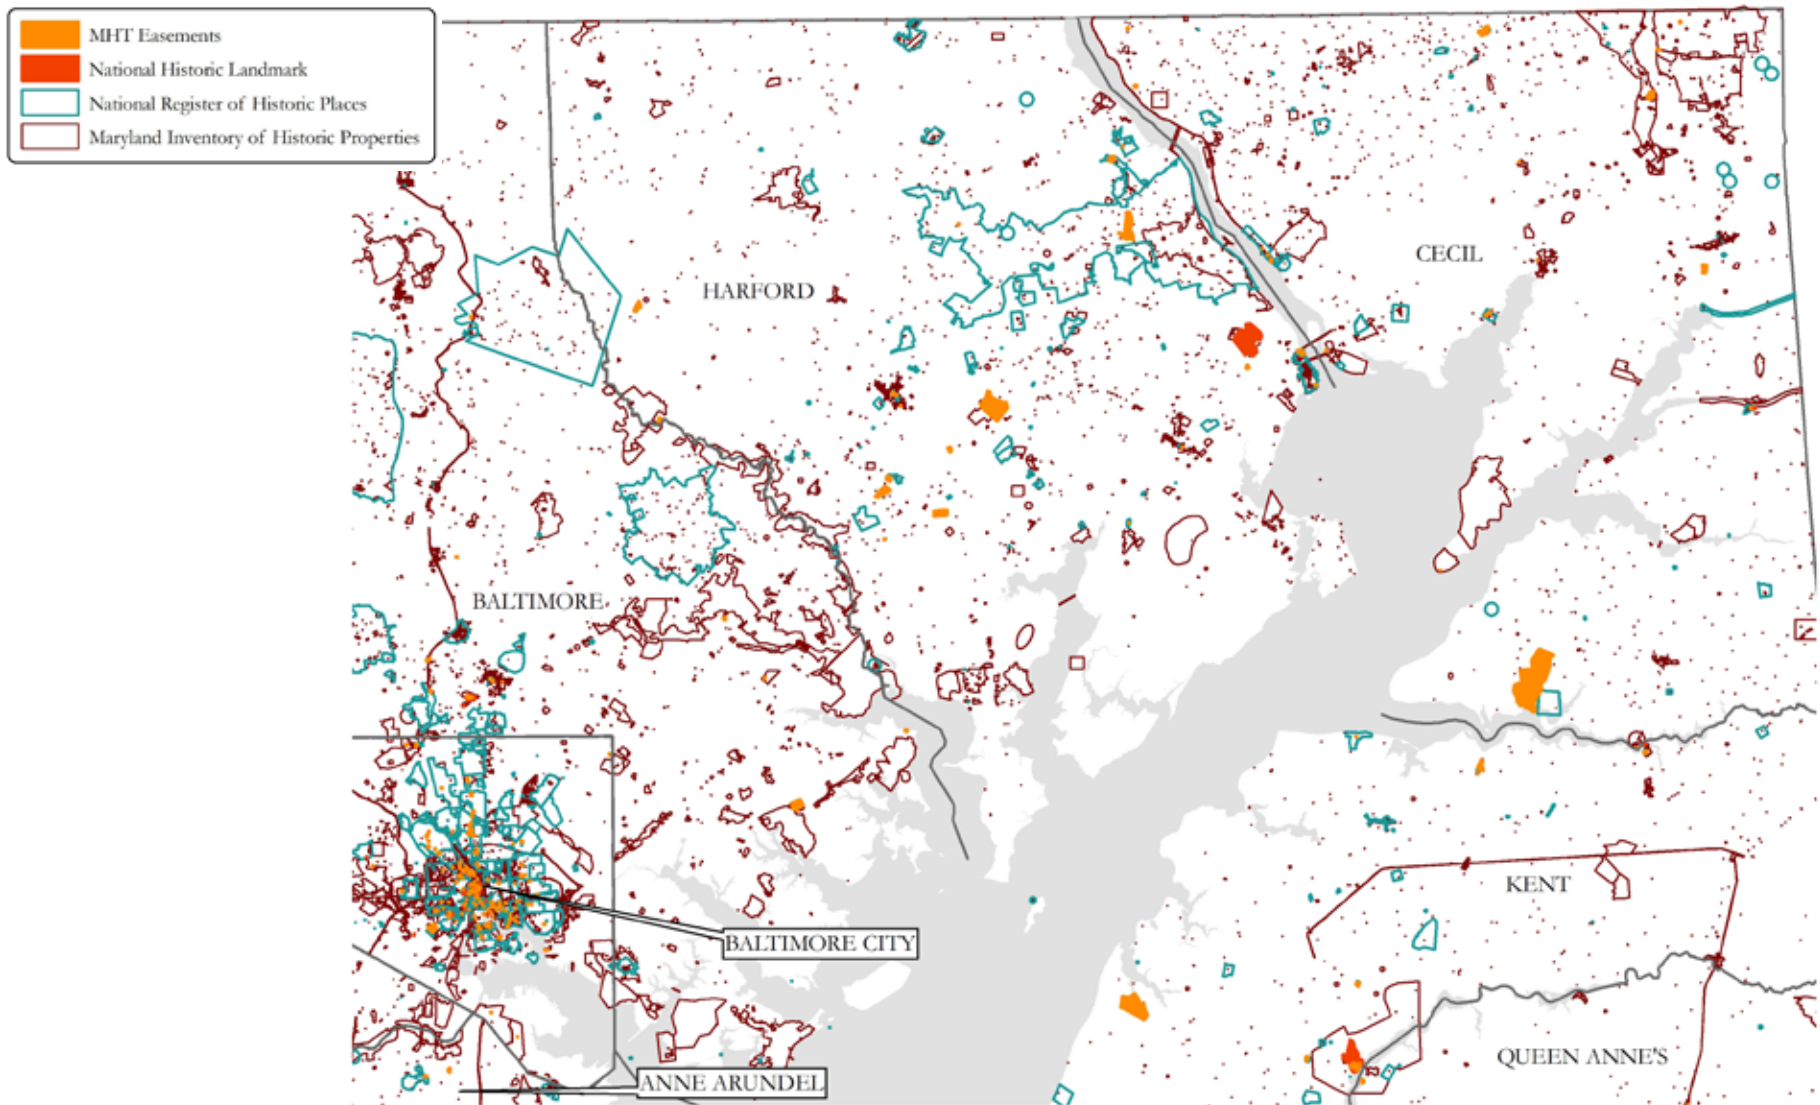 MHT Easements
National Historic Landmark
National Register of Historic Places
Maryland Inventory of Historic Properties
HARFORD
CECIL
BALTIMORE
KENT
BALTIMORE CITY
QUEEN ANNE'S
ANNE ARUNDEL